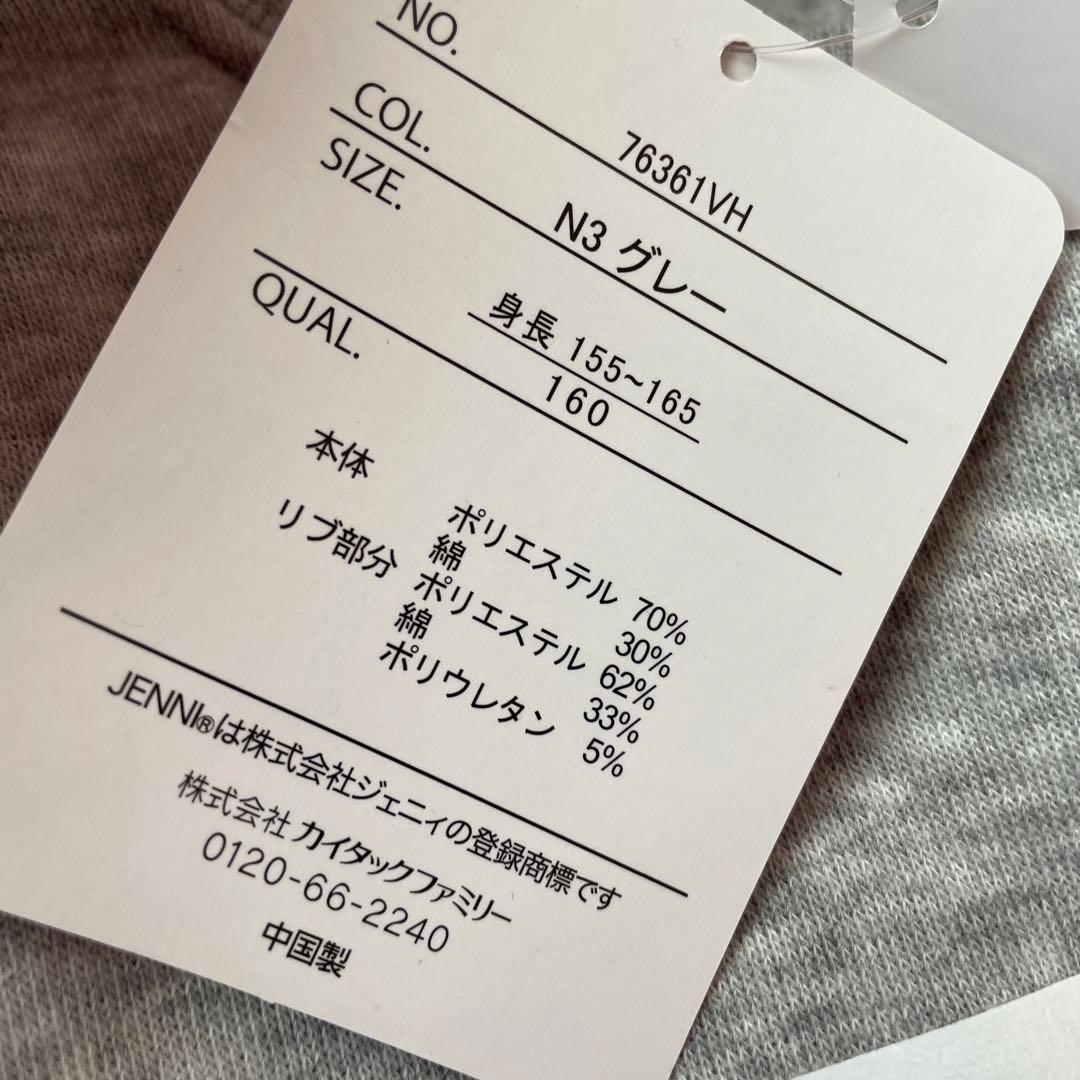 NO.
76361VH
COL.
N3 グレー
SIZE.
身長 155~165
160
QUAL.
本体 ポリエステル 70%
綿 30%
リブ部分 ポリエステル 62%
綿 33%
ポリウレタン 5%
JENNI®は株式会社ジェニィの登録商標です
株式会社 カイタックファミリー
0120-66-2240
中国製